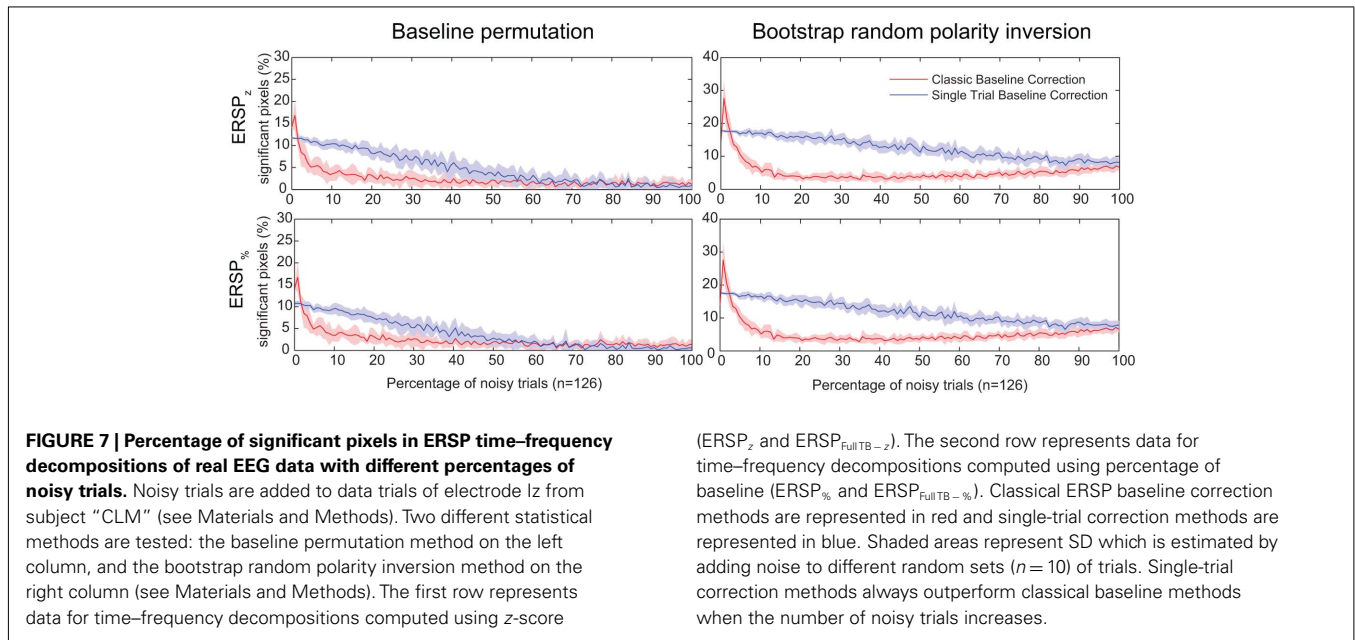 Baseline permutation
Bootstrap random polarity inversion
ERSPz
significant pixels (%)
30
25
20
15
10
5
0
0 10 20 30 40 50 60 70 80 90 100
40
30
20
10
0
Classic Baseline Correction
Single Trial Baseline Correction
0 10 20 30 40 50 60 70 80 90 100
ERSP%
significant pixels (%)
30
25
20
15
10
5
0
0 10 20 30 40 50 60 70 80 90 100
Percentage of noisy trials (n=126)
40
30
20
10
0
0 10 20 30 40 50 60 70 80 90 100
Percentage of noisy trials (n=126)
FIGURE 7 | Percentage of significant pixels in ERSP time–frequency
decompositions of real EEG data with different percentages of
noisy trials. Noisy trials are added to data trials of electrode Iz from
subject “CLM” (see Materials and Methods). Two different statistical
methods are tested: the baseline permutation method on the left
column, and the bootstrap random polarity inversion method on the
right column (see Materials and Methods). The first row represents
data for time–frequency decompositions computed using z-score
(ERSPz and ERSPFull TB – z). The second row represents data for
time–frequency decompositions computed using percentage of
baseline (ERSP% and ERSPFull TB – %). Classical ERSP baseline correction
methods are represented in red and single-trial correction methods are
represented in blue. Shaded areas represent SD which is estimated by
adding noise to different random sets (n = 10) of trials. Single-trial
correction methods always outperform classical baseline methods
when the number of noisy trials increases.